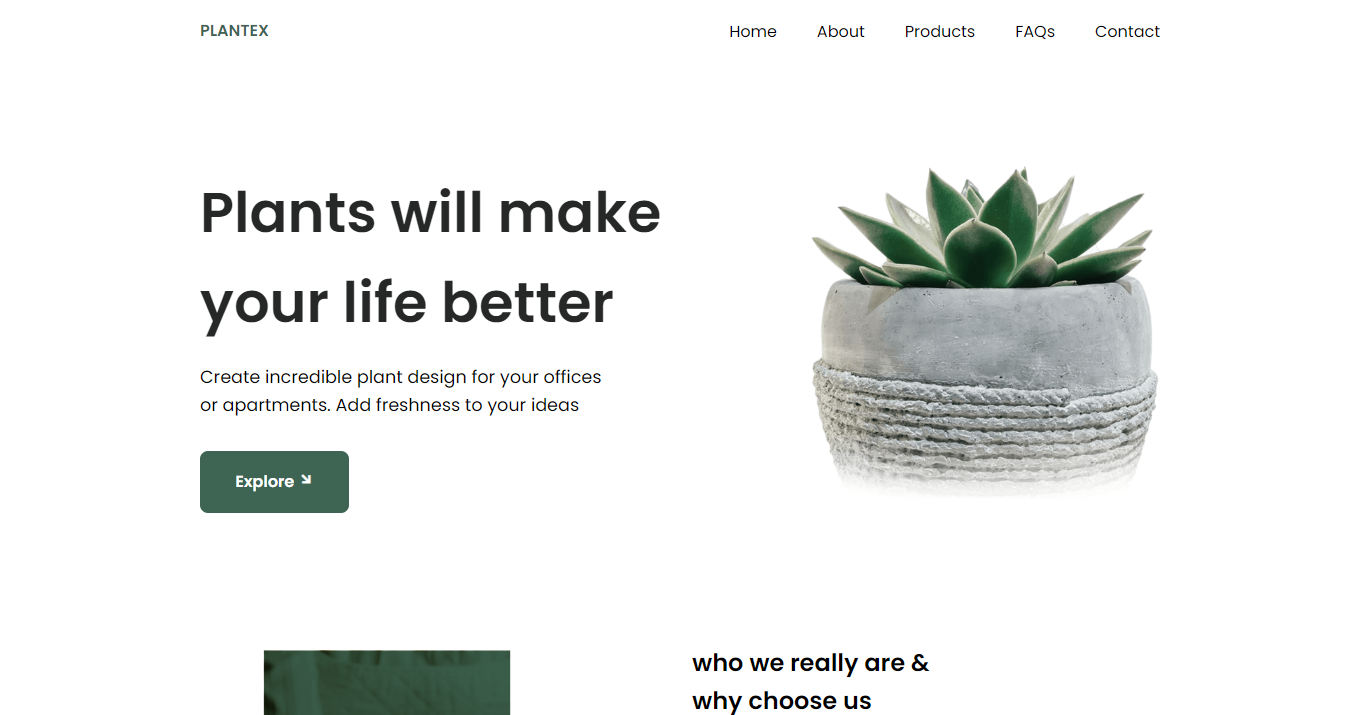 PLANTEX
Home
About
Products
FAQs
Contact
Plants will make
your life better
Create incredible plant design for your offices
or apartments. Add freshness to your ideas
Explore
who we really are &
why choose us